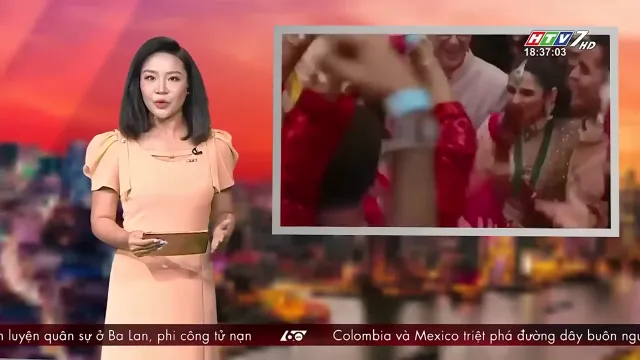 HTV7 HD
18:37:03
luyện quân sự ở Ba Lan, phi công tử nạn
60
Colombia và Mexico triệt phá đường dây buôn